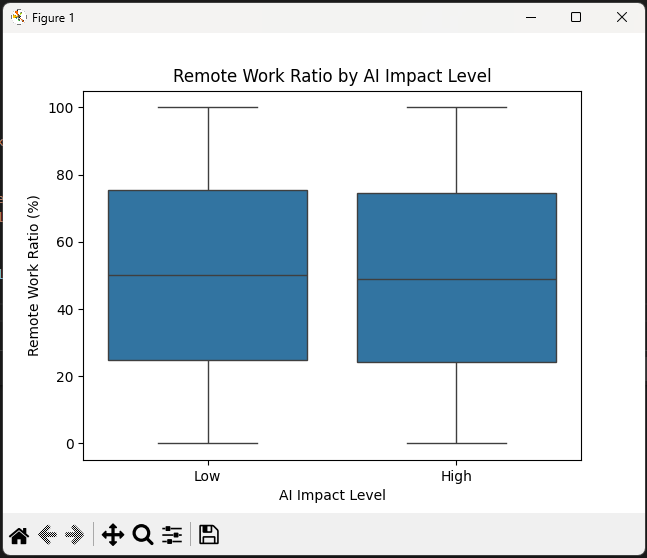 Figure 1
Remote Work Ratio by AI Impact Level
Remote Work Ratio (%)
100
80
60
40
20
0
Low High
AI Impact Level